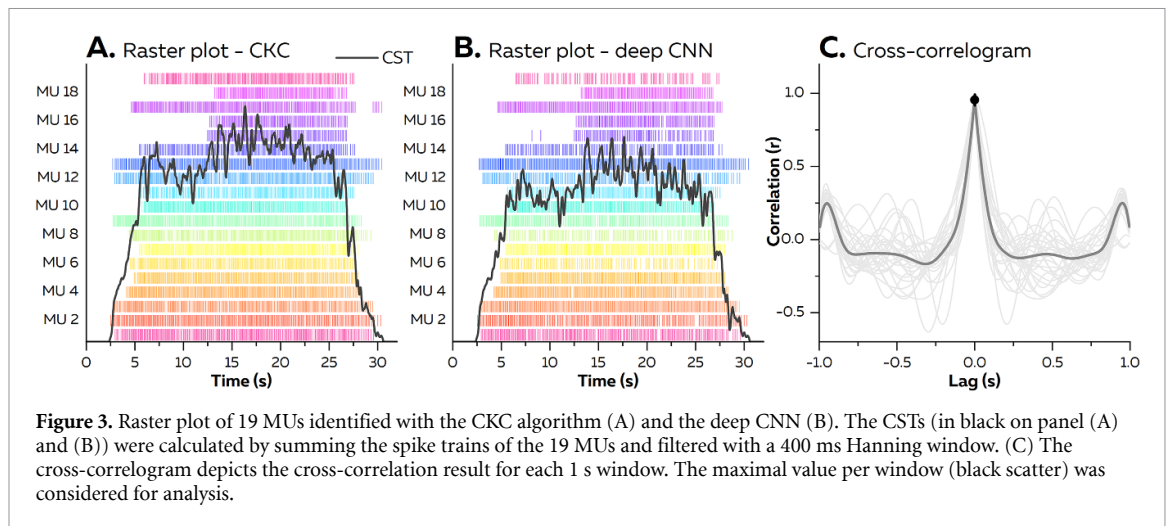 A. Raster plot - CKC
CST
MU 18
MU 16
MU 14
MU 12
MU 10
MU 8
MU 6
MU 4
MU 2
0 5 10 15 20 25 30
Time (s)
B. Raster plot - deep CNN
MU 18
MU 16
MU 14
MU 12
MU 10
MU 8
MU 6
MU 4
MU 2
0 5 10 15 20 25 30
Time (s)
C. Cross-correlogram
Correlation (r)
1.0
0.5
0.0
-0.5
-1.0 -0.5 0.0 0.5 1.0
Lag (s)
Figure 3. Raster plot of 19 MUs identified with the CKC algorithm (A) and the deep CNN (B). The CSTs (in black on panel (A)
and (B)) were calculated by summing the spike trains of the 19 MUs and filtered with a 400 ms Hanning window. (C) The
cross-correlogram depicts the cross-correlation result for each 1 s window. The maximal value per window (black scatter) was
considered for analysis.